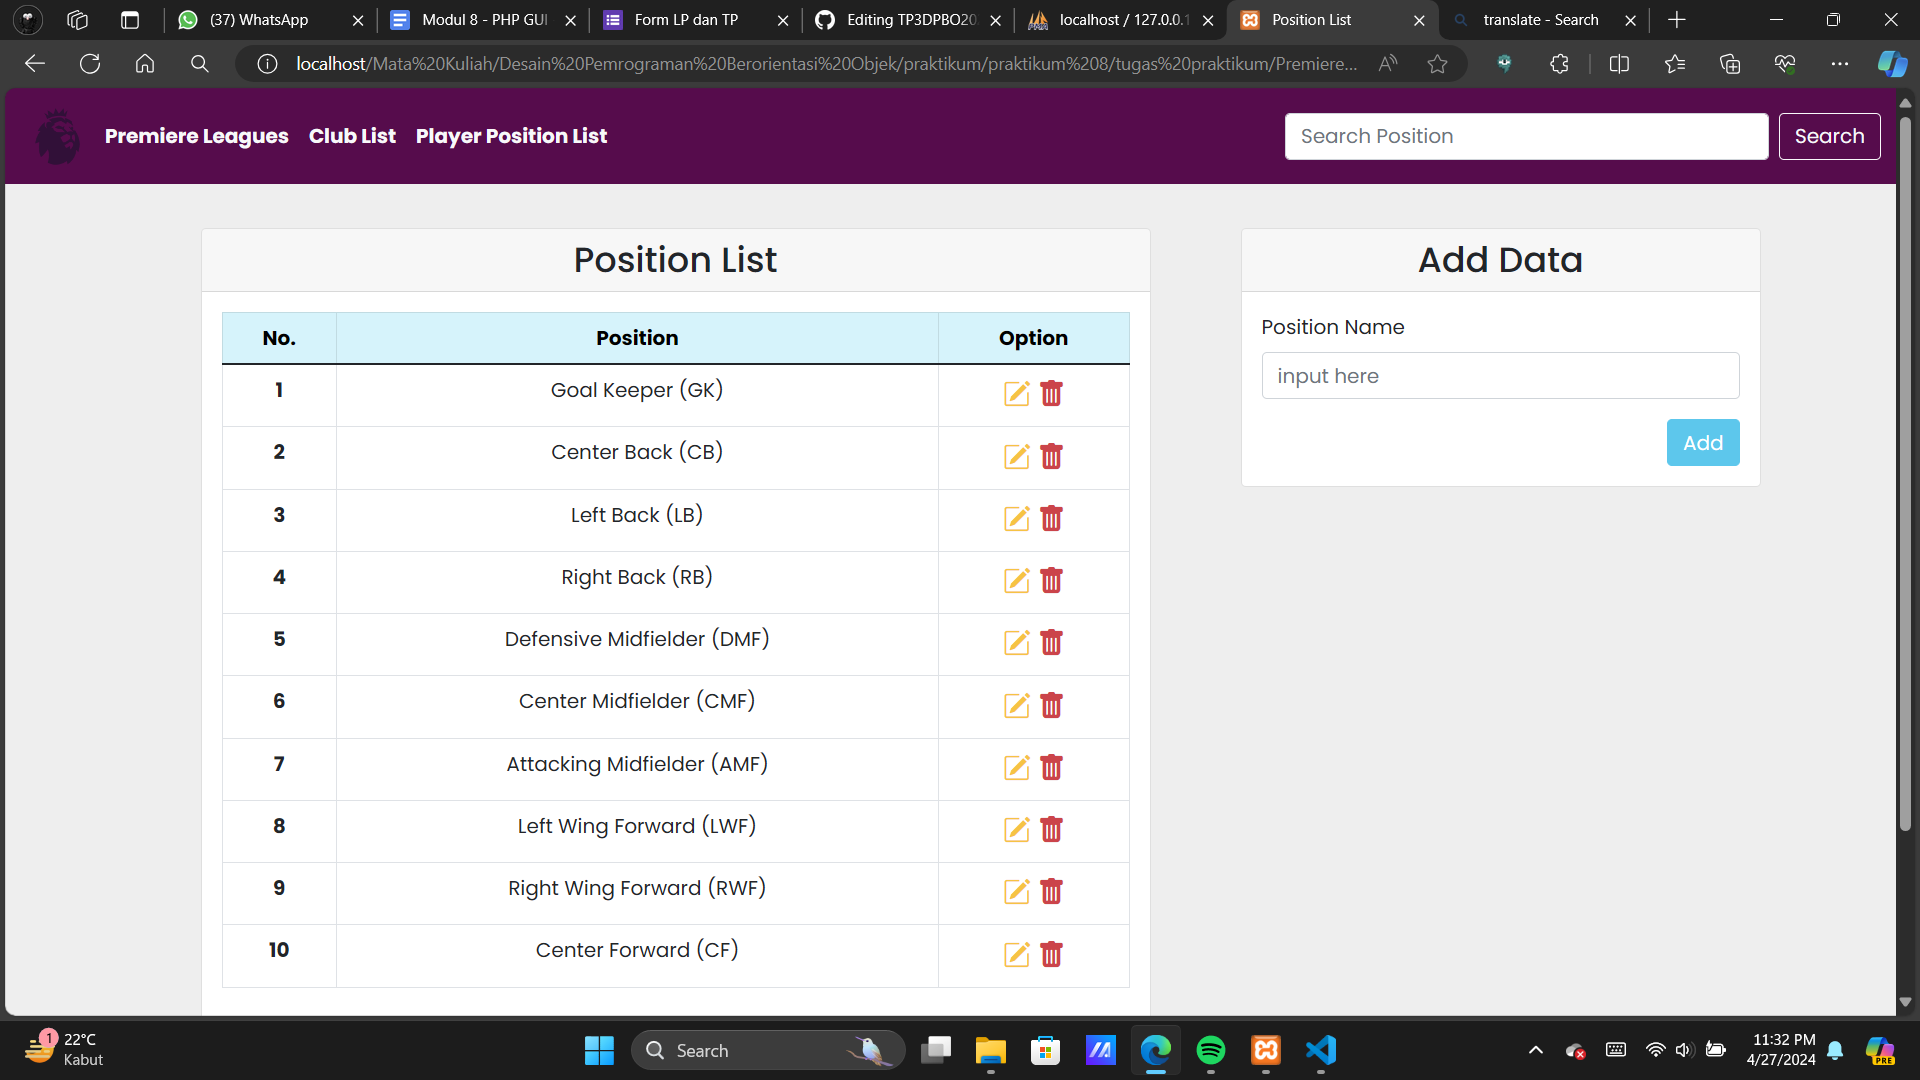 (37) WhatsApp
Modul 8 - PHP GUI
Form LP dan TP
Editing TP3DPBO20
localhost / 127.0.0.1
Position List
translate - Search
localhost/Mata%20Kuliah/Desain%20Pemrograman%20Berorientasi%20Objek/praktikum/praktikum%208/tugas%20praktikum/Premiere...
Premiere Leagues Club List Player Position List
Search Position
Search
Position List
No. Position Option
1 Goal Keeper (GK)
2 Center Back (CB)
3 Left Back (LB)
4 Right Back (RB)
5 Defensive Midfielder (DMF)
6 Center Midfielder (CMF)
7 Attacking Midfielder (AMF)
8 Left Wing Forward (LWF)
9 Right Wing Forward (RWF)
10 Center Forward (CF)
Add Data
Position Name
input here
Add
1
22°C
Kabut
Search
11:32 PM
4/27/2024
PRE